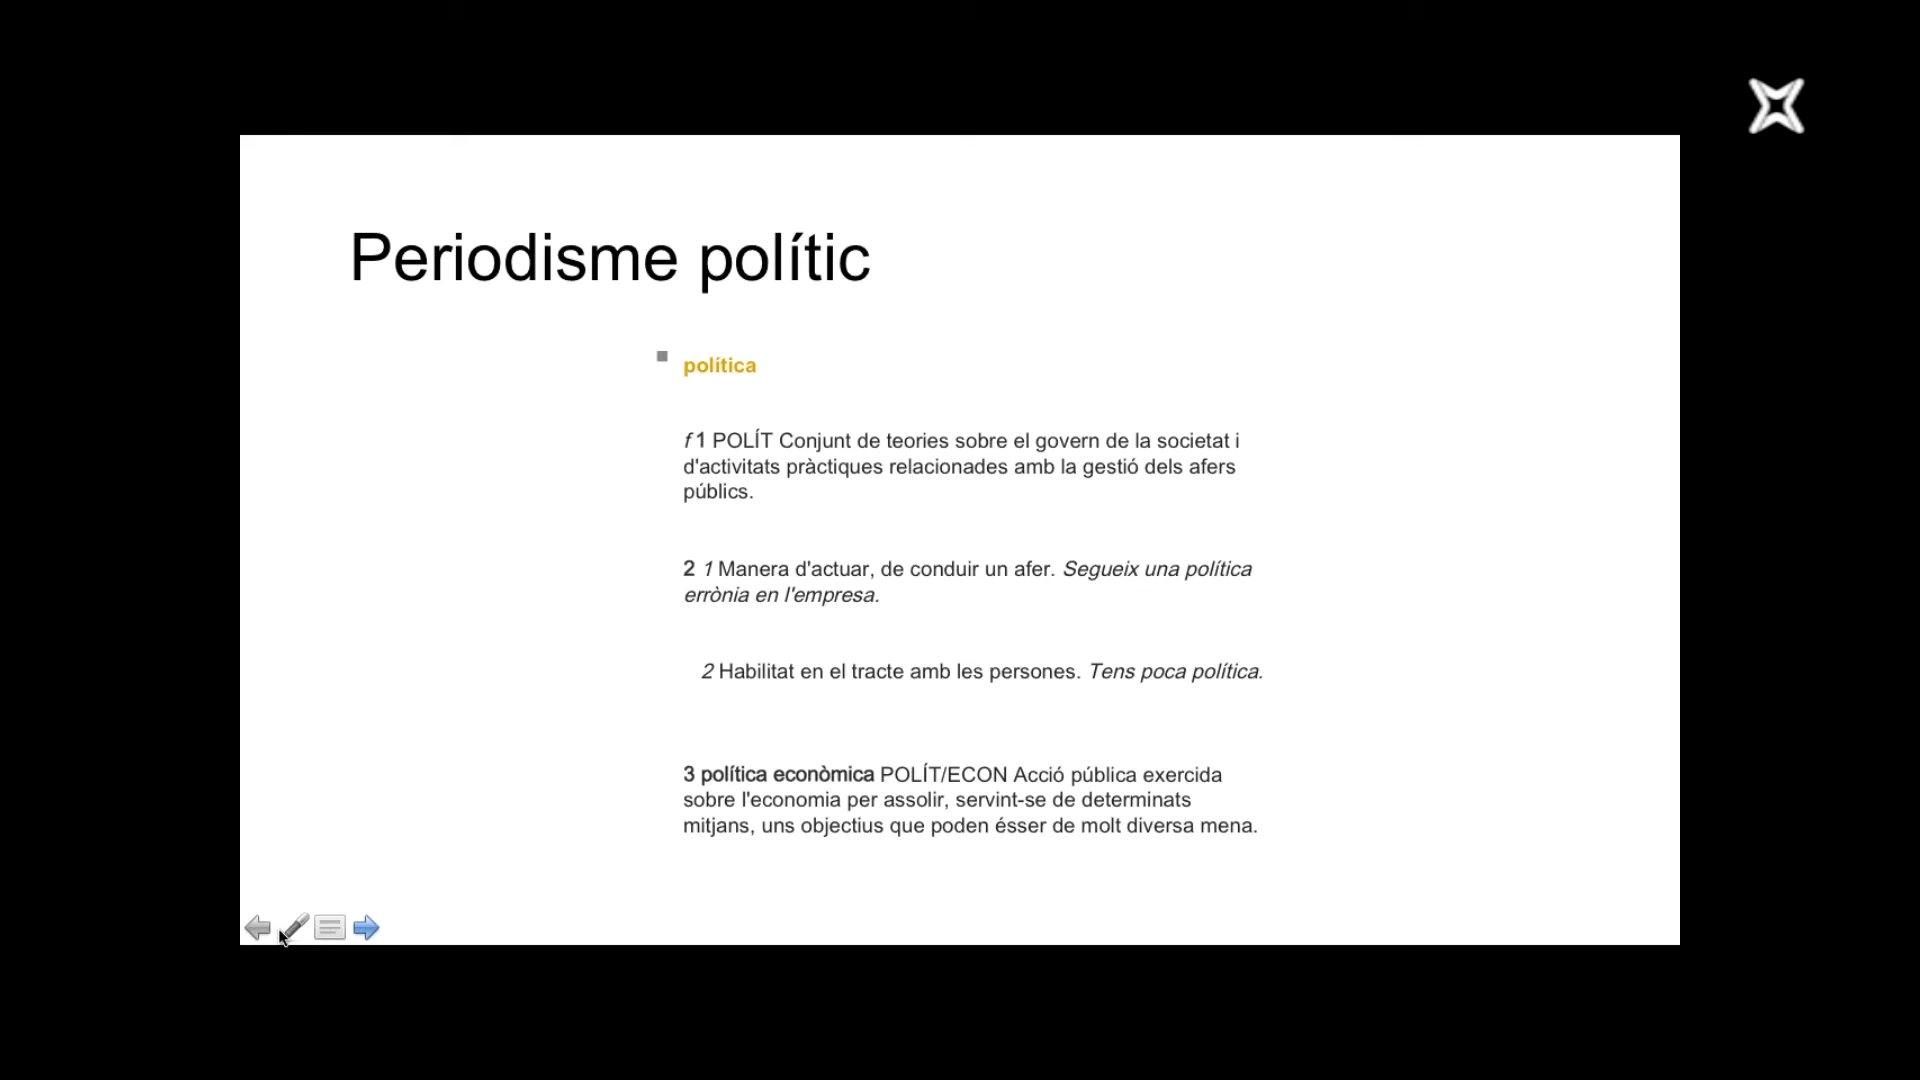 Periodisme polític
política
f 1 POLÍT Conjunt de teories sobre el govern de la societat i
d'activitats pràctiques relacionades amb la gestió dels afers
públics.
2 1 Manera d'actuar, de conduir un afer. Segueix una política
errònia en l'empresa.
2 Habilitat en el tracte amb les persones. Tens poca política.
3 política econòmica POLÍT/ECON Acció pública exercida
sobre l'economia per assolir, servint-se de determinats
mitjans, uns objectius que poden ésser de molt diversa mena.